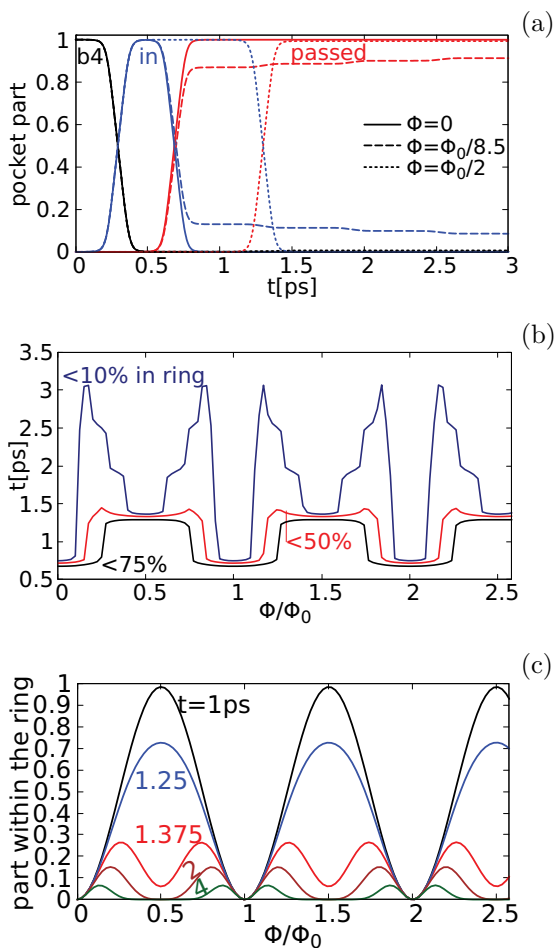 (a)
1
b4
in
passed
0.8
0.6
Φ=0
0.4
Φ=Φ₀/8.5
0.2
Φ=Φ₀/2
0
0 0.5 1 1.5 2 2.5 3
pocket part
t[ps]
(b)
3.5
<10% in ring
3
2.5
2
1.5
1
<50%
<75%
0.5
0 0.5 1 1.5 2 2.5
t[ps]
Φ/Φ₀
(c)
1
t=1ps
0.9
0.8
0.7
0.6
1.25
0.5
0.4
0.3
1.375
0.2
2
0.1
4
0
0 0.5 1 1.5 2 2.5
part within the ring
Φ/Φ₀